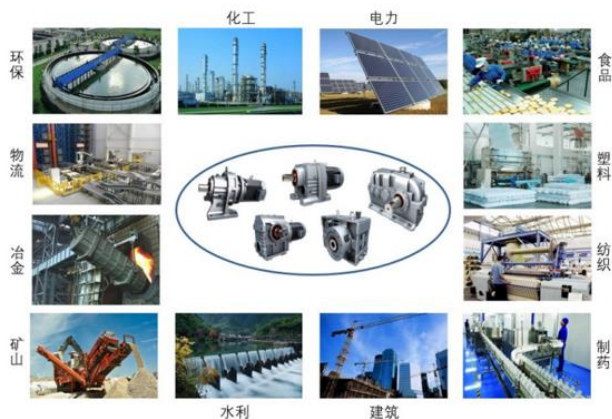 化工
电力
环保
食品
物流
塑料
冶金
纺织
矿山
制药
水利
建筑